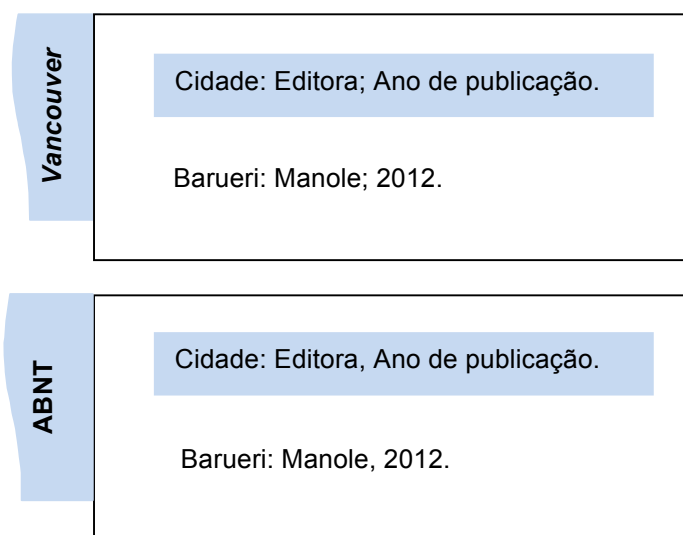 Vancouver
Cidade: Editora; Ano de publicação.
Barueri: Manole; 2012.
ABNT
Cidade: Editora, Ano de publicação.
Barueri: Manole, 2012.